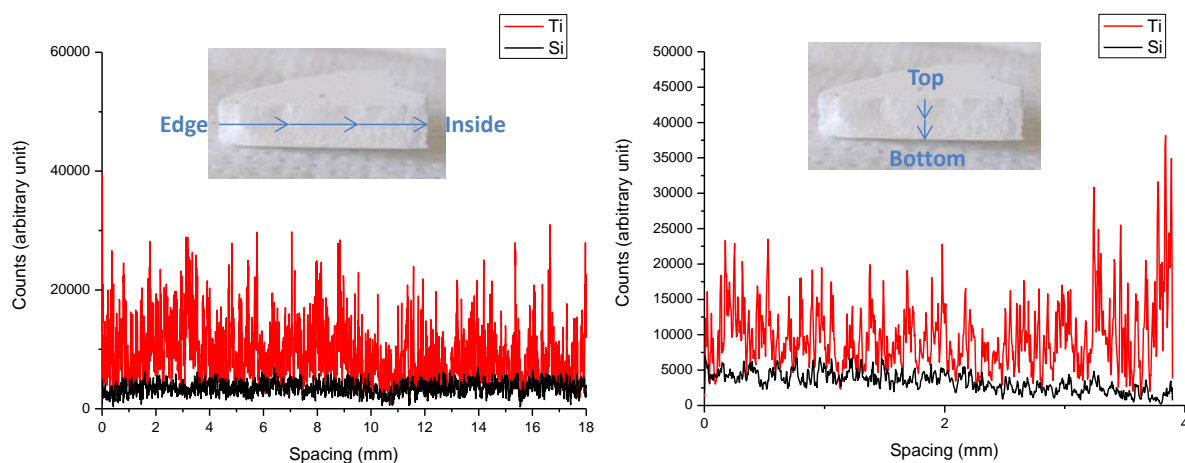 Ti
Si
60000
40000
20000
0
Counts (arbitrary unit)
0 2 4 6 8 10 12 14 16 18
Spacing (mm)
Edge
Inside
Ti
Si
50000
45000
40000
35000
30000
25000
20000
15000
10000
5000
0
Counts (arbitrary unit)
0 2 4
Spacing (mm)
Top
Bottom